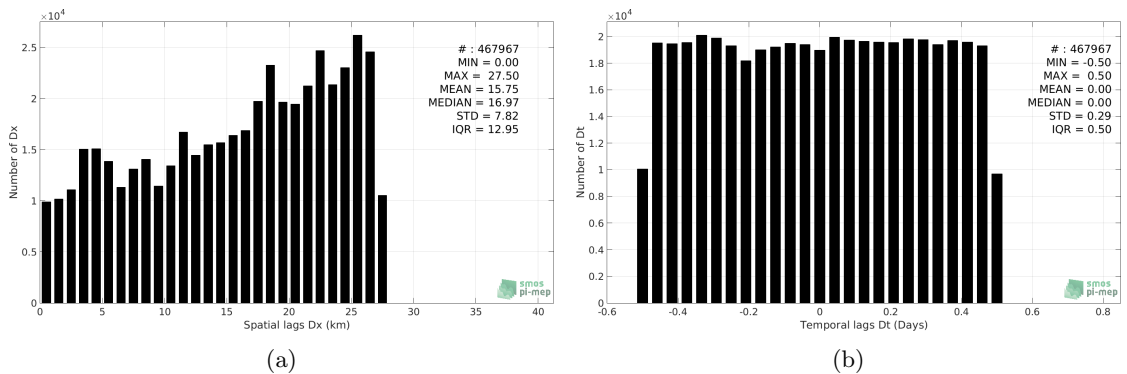 ×10⁴
2.5
2
1.5
1
0.5
0
0
5
10
15
20
25
30
35
40
Number of Dx
Spatial lags Dx (km)
# : 467967
MIN = 0.00
MAX = 27.50
MEAN = 15.75
MEDIAN = 16.97
STD = 7.82
IQR = 12.95
smos
pi-mep
(a)
×10⁴
2
1.8
1.6
1.4
1.2
1
0.8
0.6
0.4
0.2
0
-0.6
-0.4
-0.2
0
0.2
0.4
0.6
0.8
Number of Dt
Temporal lags Dt (Days)
# : 467967
MIN = -0.50
MAX = 0.50
MEAN = 0.00
MEDIAN = 0.00
STD = 0.29
IQR = 0.50
smos
pi-mep
(b)